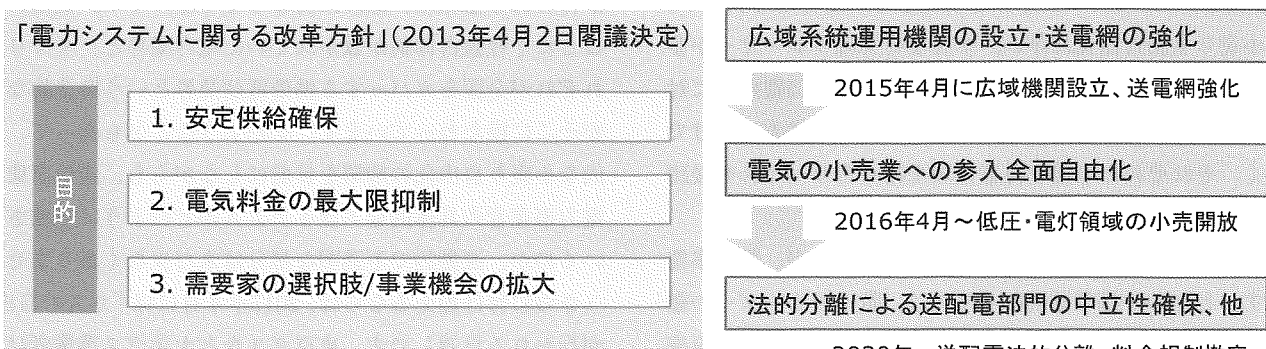 「電力システムに関する改革方針」(2013年4月2日閣議決定)
目的
1. 安定供給確保
2. 電気料金の最大限抑制
3. 需要家の選択肢/事業機会の拡大
広域系統運用機関の設立・送電網の強化
2015年4月に広域機関設立、送電網強化
電気の小売業への参入全面自由化
2016年4月～低圧・電灯領域の小売開放
法的分離による送配電部門の中立性確保、他